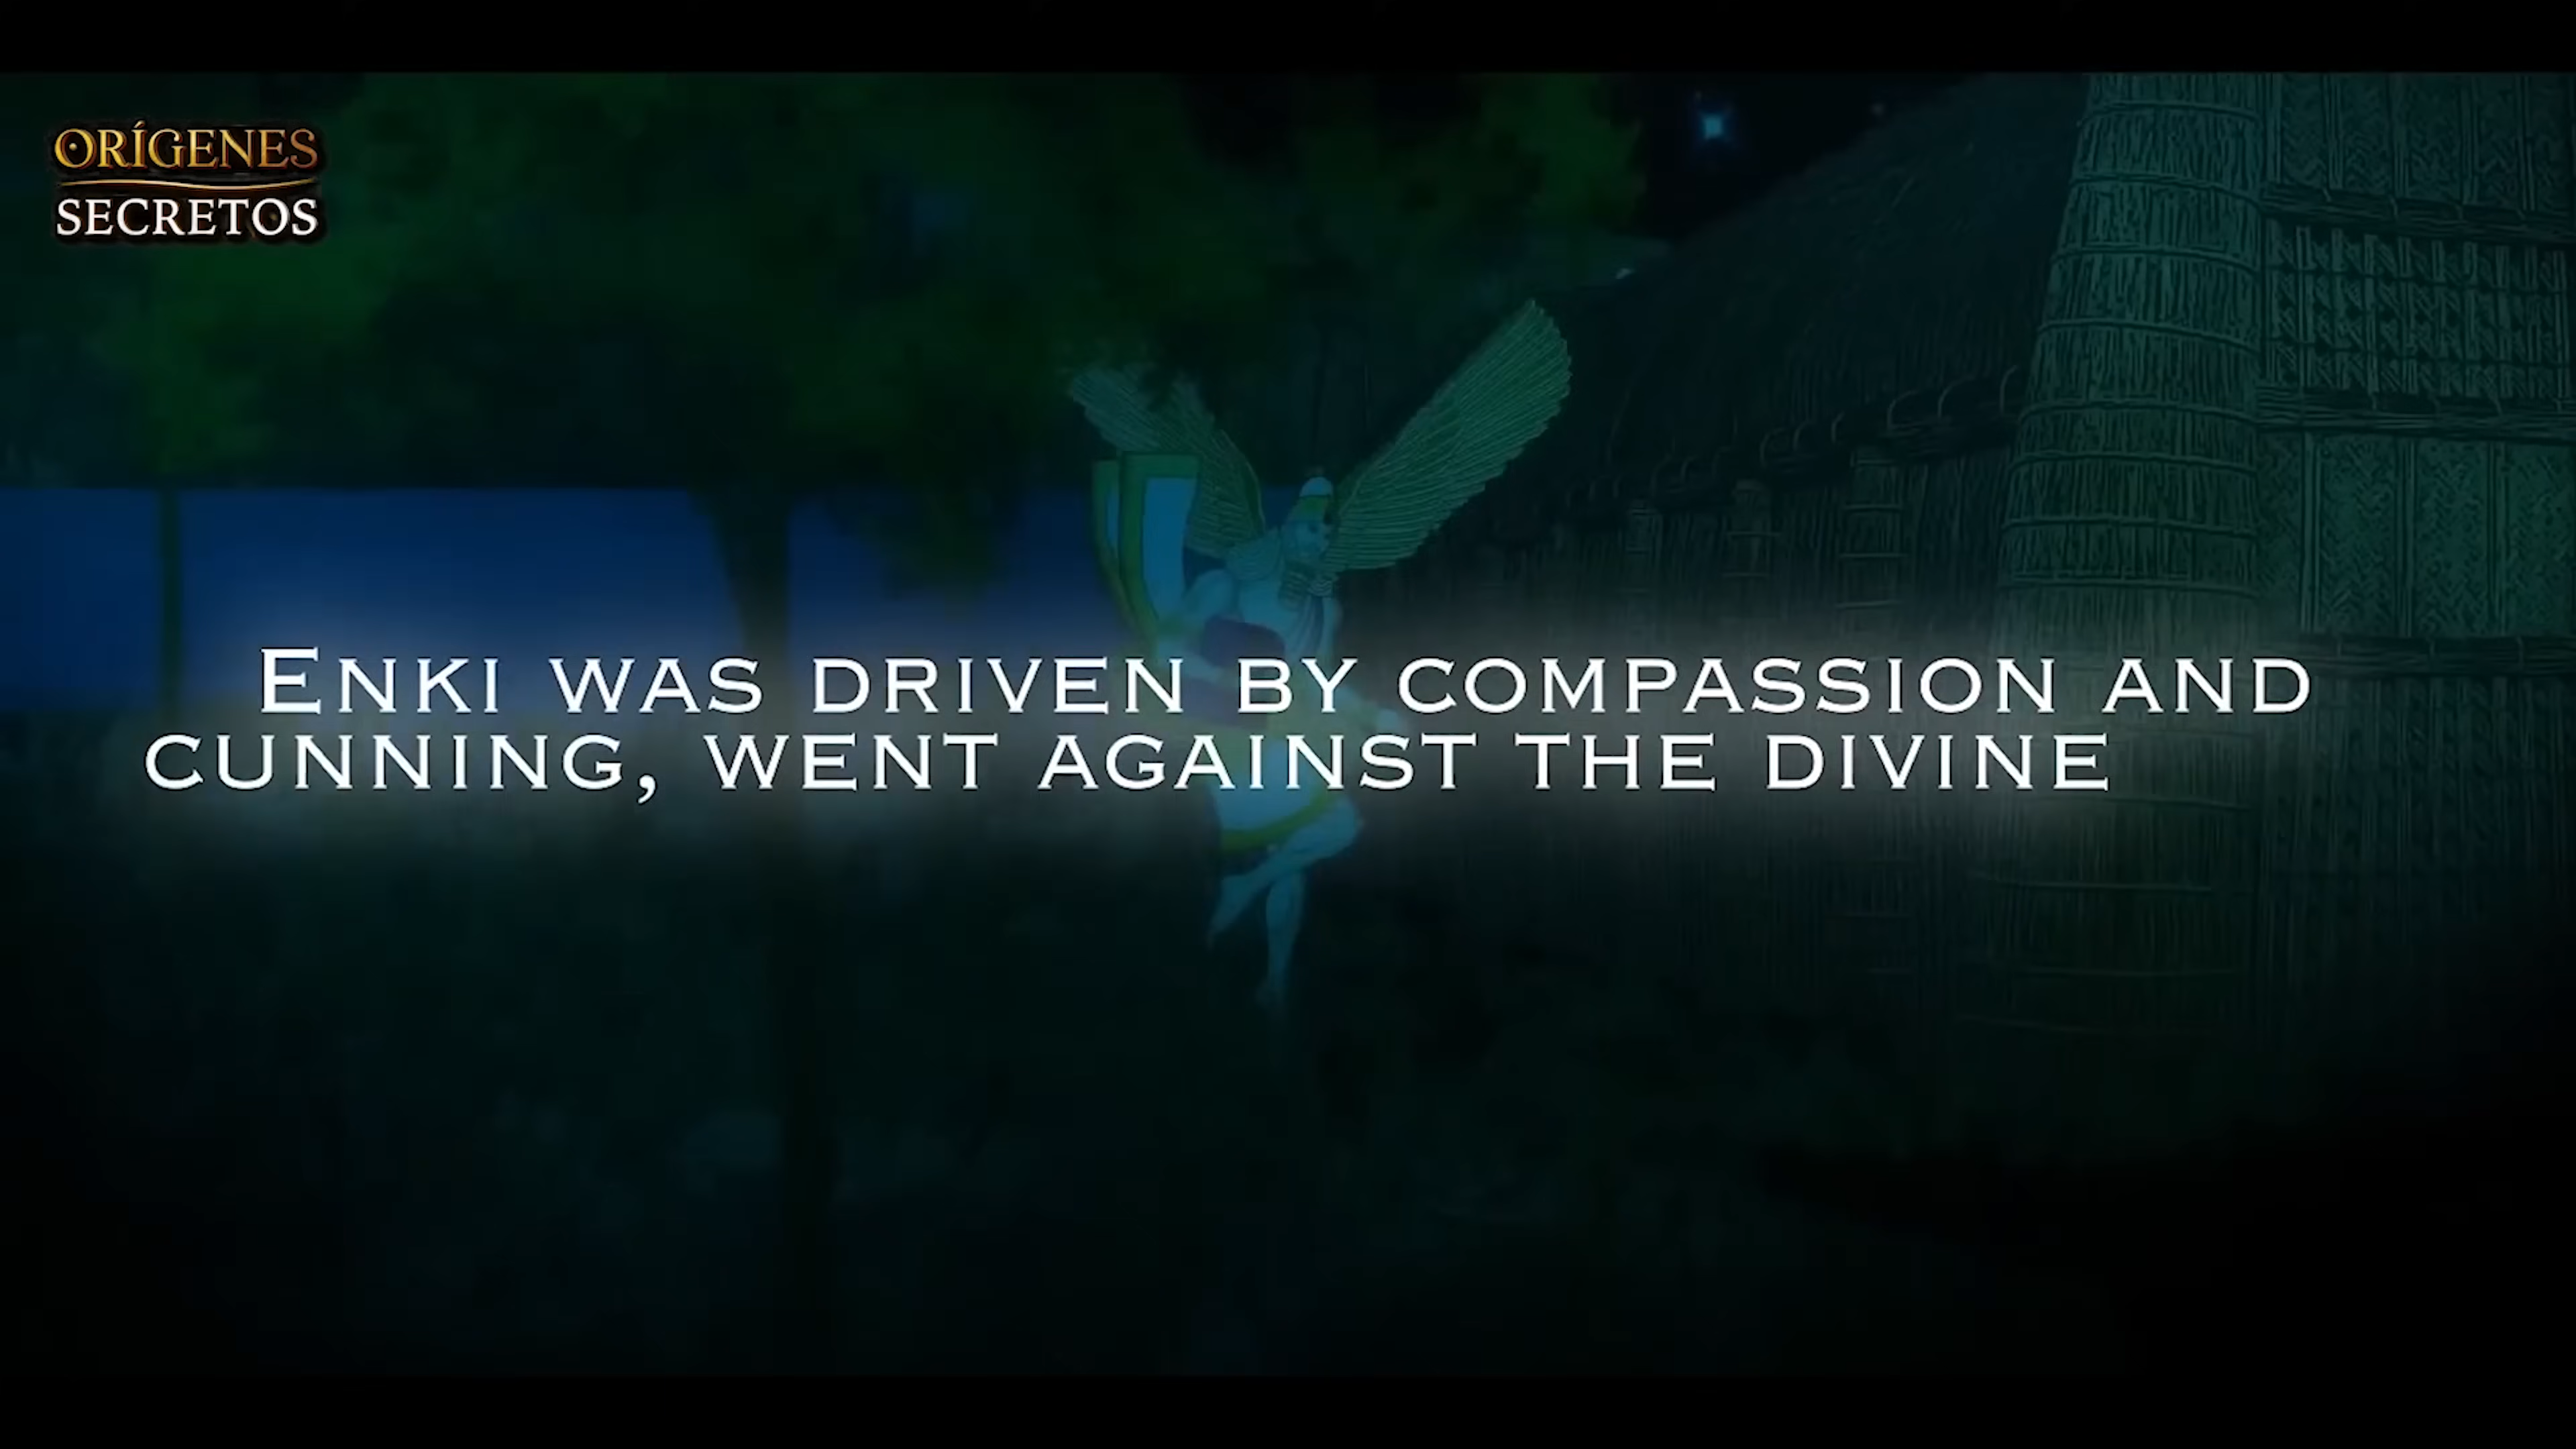 ORÍGENES
SECRETOS
ENKI WAS DRIVEN BY COMPASSION AND
CUNNING, WENT AGAINST THE DIVINE